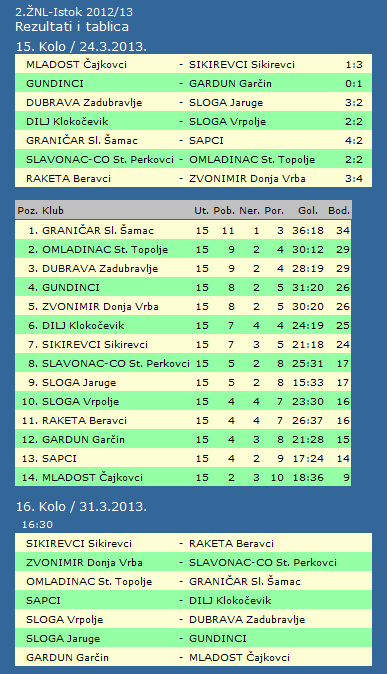 2.ŽNL-Istok 2012/13
Rezultati i tablica
15. Kolo / 24.3.2013.
MLADOST Čajkovci - SIKIREVCI Sikirevci 1:3
GUNDINCI - GARDUN Garčin 0:1
DUBRAVA Zadubravlje - SLOGA Jaruge 3:2
DILJ Klokočevik - SLOGA Vrpolje 2:2
GRANIČAR Sl. Šamac - SAPCI 4:2
SLAVONAC-CO St. Perkovci - OMLADINAC St. Topolje 2:2
RAKETA Beravci - ZVONIMIR Donja Vrba 3:4
Poz. Klub Ut. Pob. Ner. Por. Gol. Bod.
1. GRANIČAR Sl. Šamac 15 11 1 3 36:18 34
2. OMLADINAC St. Topolje 15 9 2 4 30:12 29
3. DUBRAVA Zadubravlje 15 9 2 4 28:19 29
4. GUNDINCI 15 8 2 5 31:20 26
5. ZVONIMIR Donja Vrba 15 8 2 5 30:20 26
6. DILJ Klokočevik 15 7 4 4 24:19 25
7. SIKIREVCI Sikirevci 15 7 3 5 21:18 24
8. SLAVONAC-CO St. Perkovci 15 5 2 8 25:31 17
9. SLOGA Jaruge 15 5 2 8 15:33 17
10. SLOGA Vrpolje 15 4 4 7 23:30 16
11. RAKETA Beravci 15 4 4 7 26:37 16
12. GARDUN Garčin 15 4 3 8 21:28 15
13. SAPCI 15 4 2 9 17:24 14
14. MLADOST Čajkovci 15 2 3 10 18:36 9
16. Kolo / 31.3.2013.
16:30
SIKIREVCI Sikirevci - RAKETA Beravci
ZVONIMIR Donja Vrba - SLAVONAC-CO St. Perkovci
OMLADINAC St. Topolje - GRANIČAR Sl. Šamac
SAPCI - DILJ Klokočevik
SLOGA Vrpolje - DUBRAVA Zadubravlje
SLOGA Jaruge - GUNDINCI
GARDUN Garčin - MLADOST Čajkovci